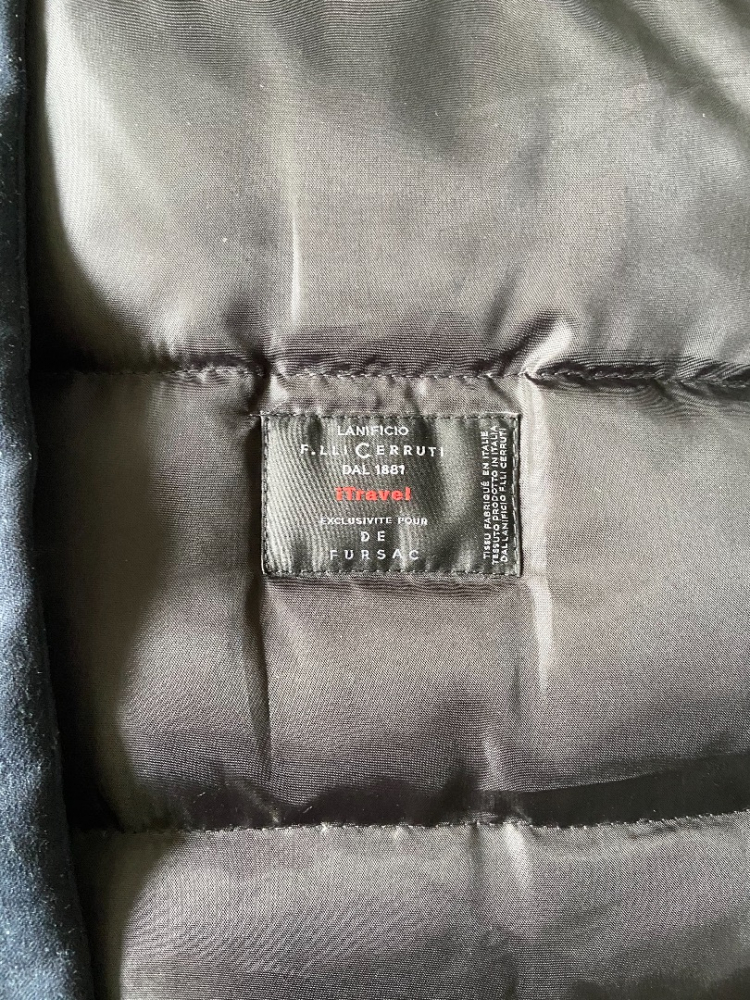 LANIFICIO
F.LLI CERRUTI
DAL 1881
iTravel
EXCLUSIVITE POUR
DE
FURSAC
TISSU FABRIQUÉ EN ITALIE
TESSUTO PRODOTTO IN ITALIA
DAL LANIFICIO F.LLI CERRUTI